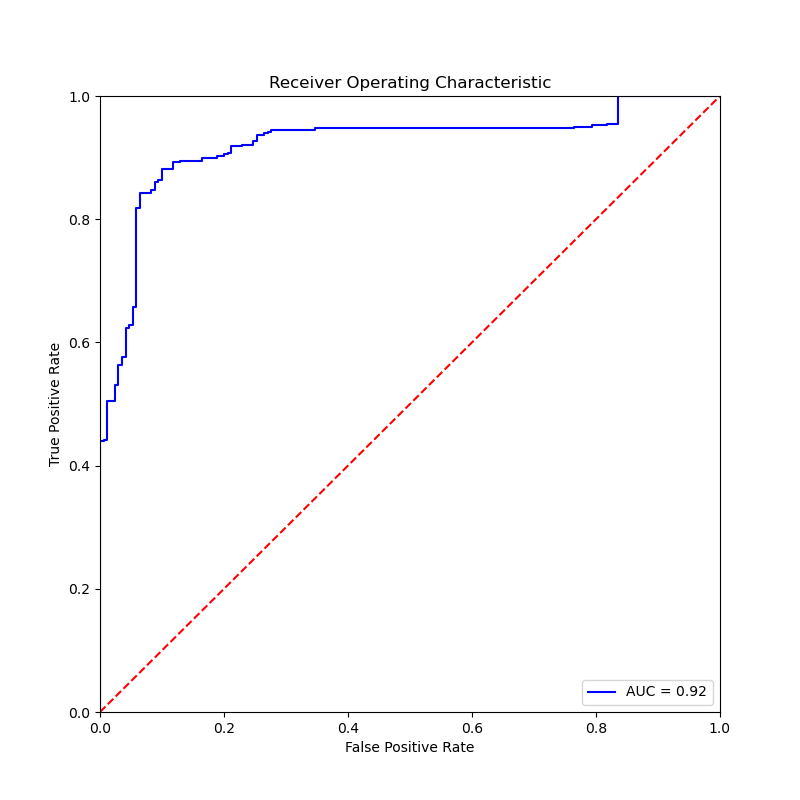 Receiver Operating Characteristic
1.0
0.8
0.6
0.4
0.2
0.0
True Positive Rate
AUC = 0.92
0.0 0.2 0.4 0.6 0.8 1.0
False Positive Rate